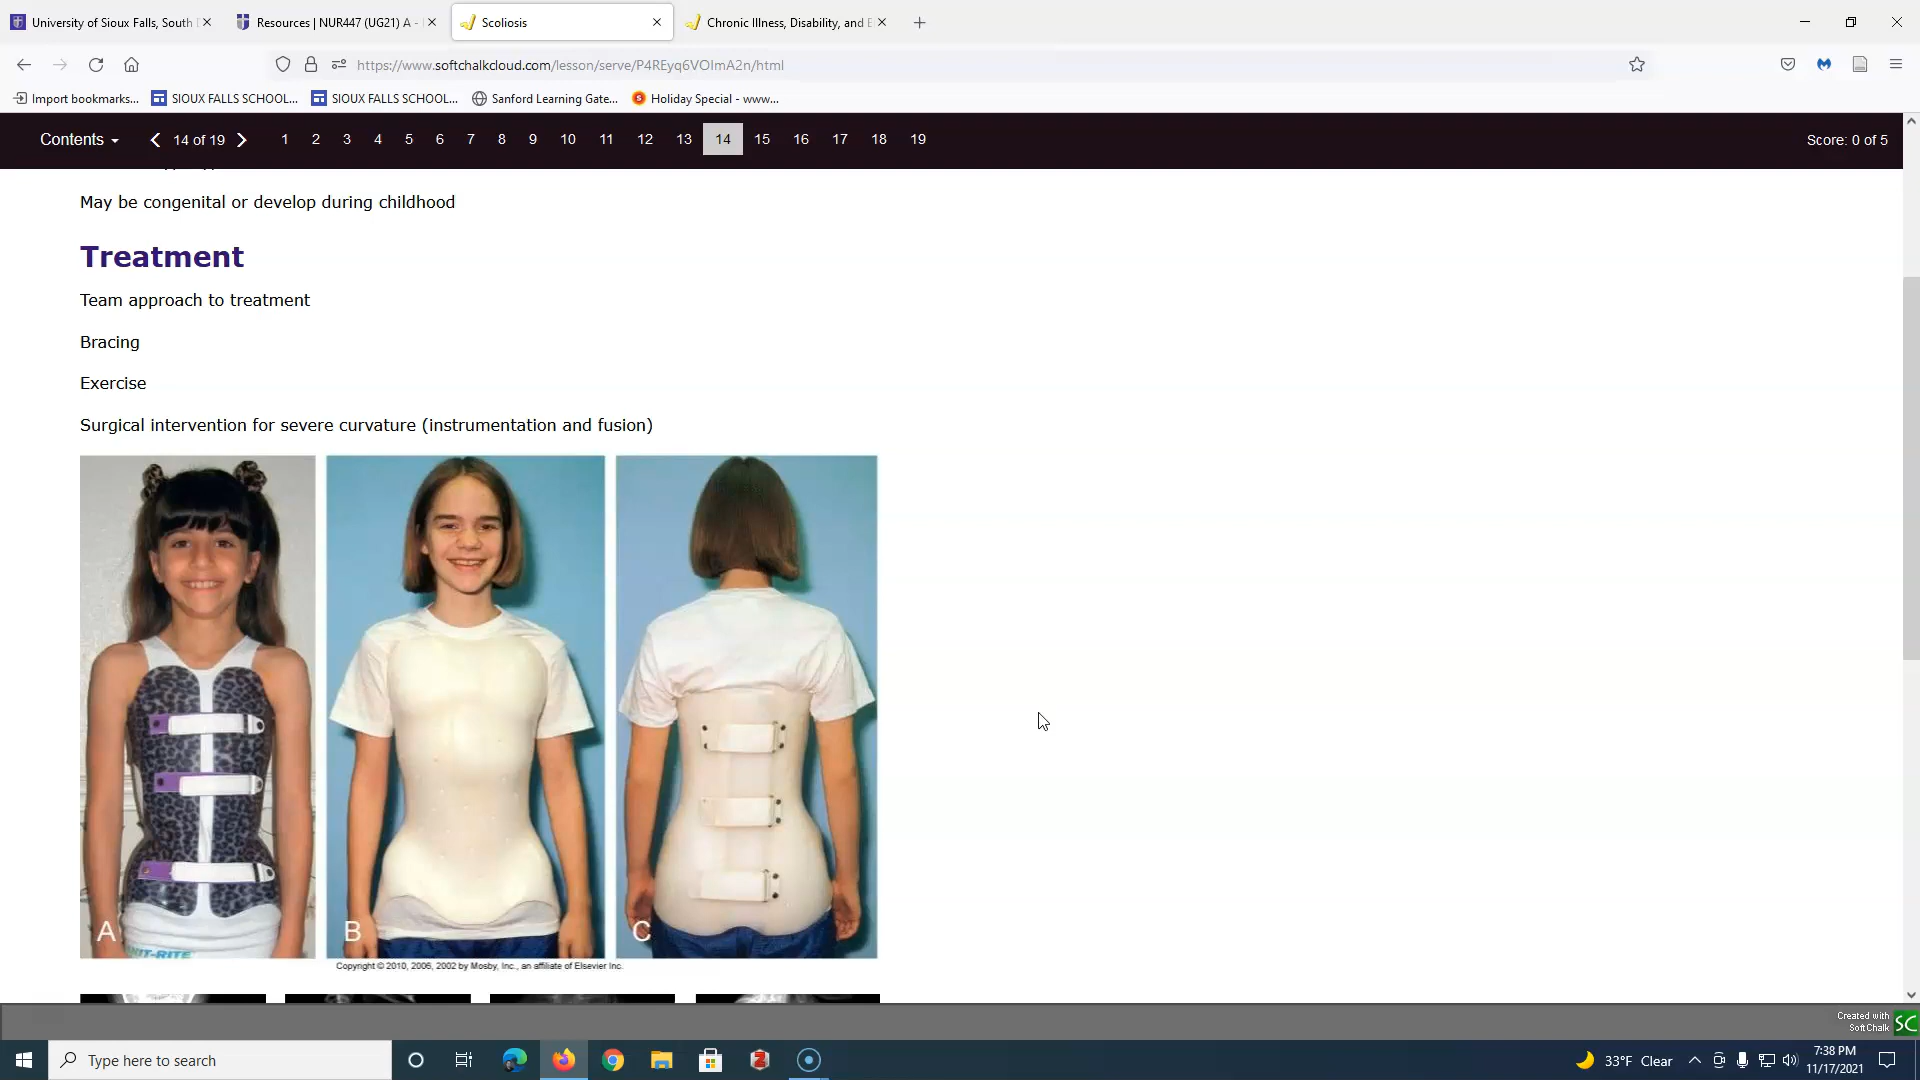 University of Sioux Falls, South
Resources | NUR447 (UG21) A -
Scoliosis
Chronic Illness, Disability, and E
https://www.softchalkcloud.com/lesson/serve/P4REyq6VOImA2n/html
Import bookmarks...
SIOUX FALLS SCHOOL...
SIOUX FALLS SCHOOL...
Sanford Learning Gate...
Holiday Special - www...
Contents
14 of 19
1 2 3 4 5 6 7 8 9 10 11 12 13 14 15 16 17 18 19
Score: 0 of 5
May be congenital or develop during childhood
Treatment
Team approach to treatment
Bracing
Exercise
Surgical intervention for severe curvature (instrumentation and fusion)
A
B
C
Copyright © 2010, 2006, 2002 by Mosby, Inc., an affiliate of Elsevier Inc.
Created with
SoftChalk
SC
Type here to search
33°F Clear
7:38 PM
11/17/2021